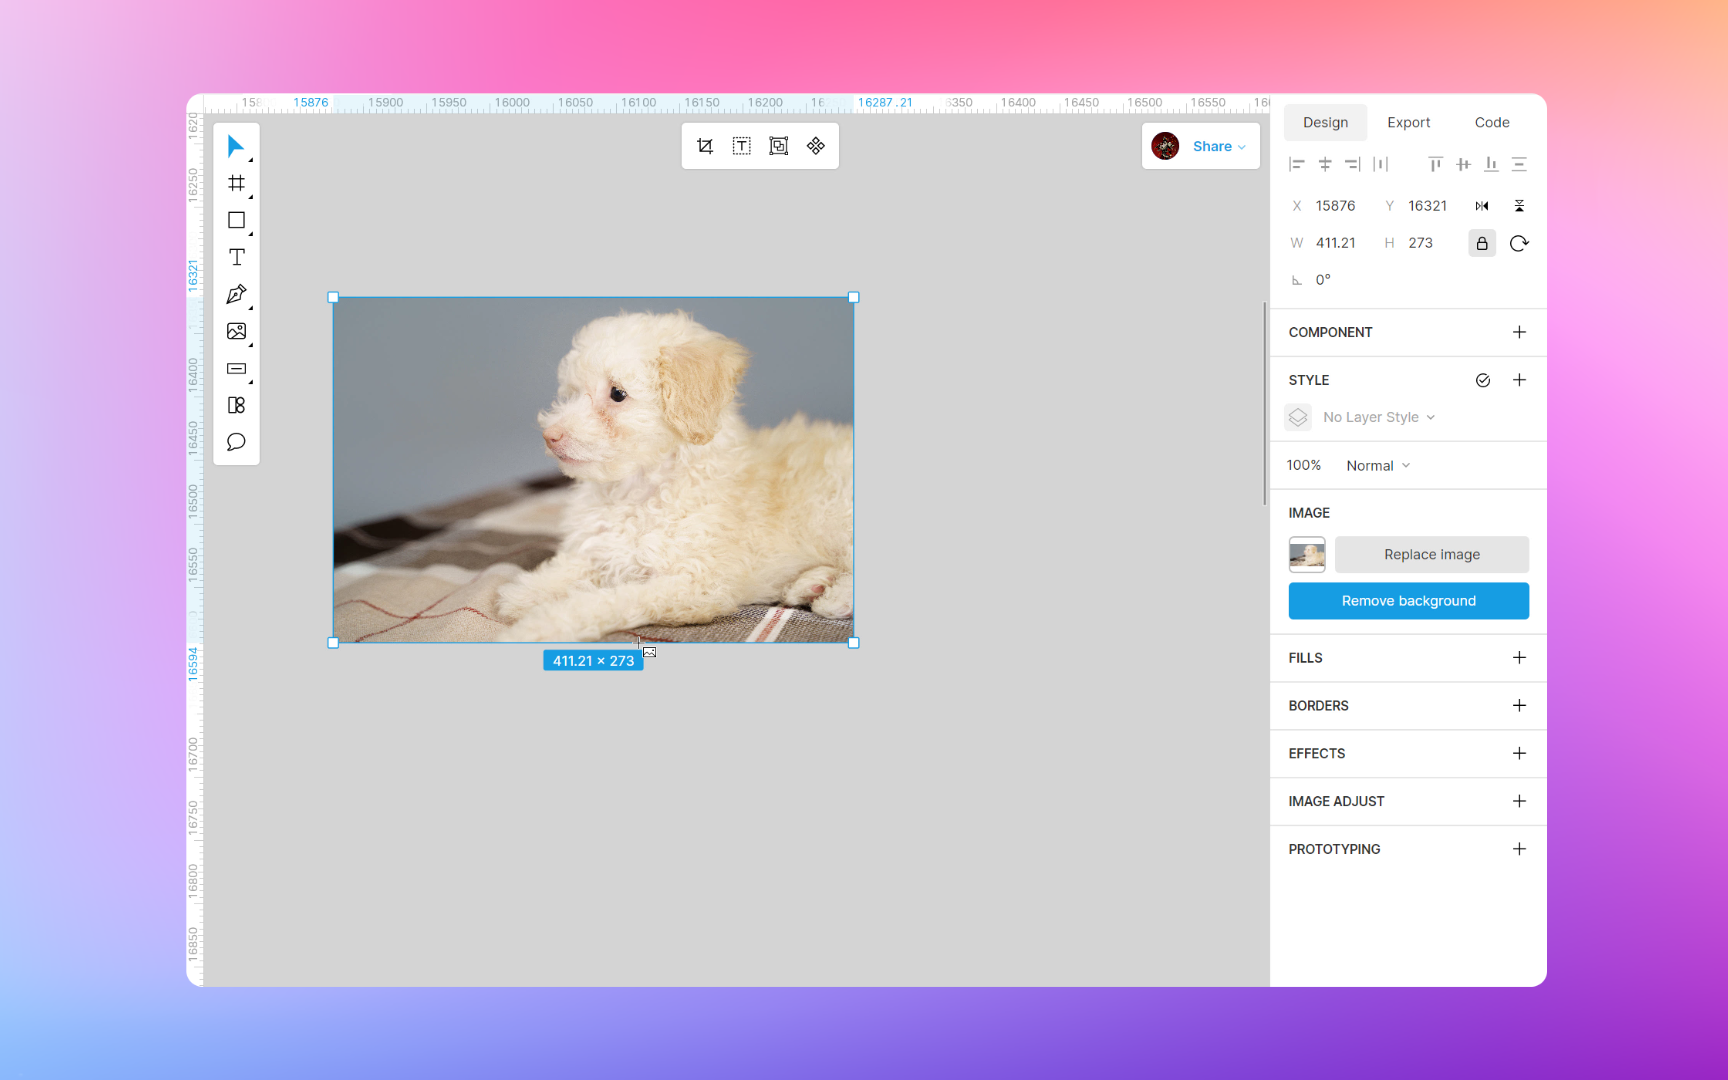 15876
15900
15950
16000
16050
16100
16150
16200
16287.21
16400
16450
16500
16550
Design
Export
Code
Share
16250
16321
16400
16450
16500
16550
16594
16700
16750
16800
16850
X 15876
Y 16321
W 411.21
H 273
0°
COMPONENT
STYLE
No Layer Style
100%
Normal
IMAGE
Replace image
Remove background
411.21 × 273
FILLS
BORDERS
EFFECTS
IMAGE ADJUST
PROTOTYPING